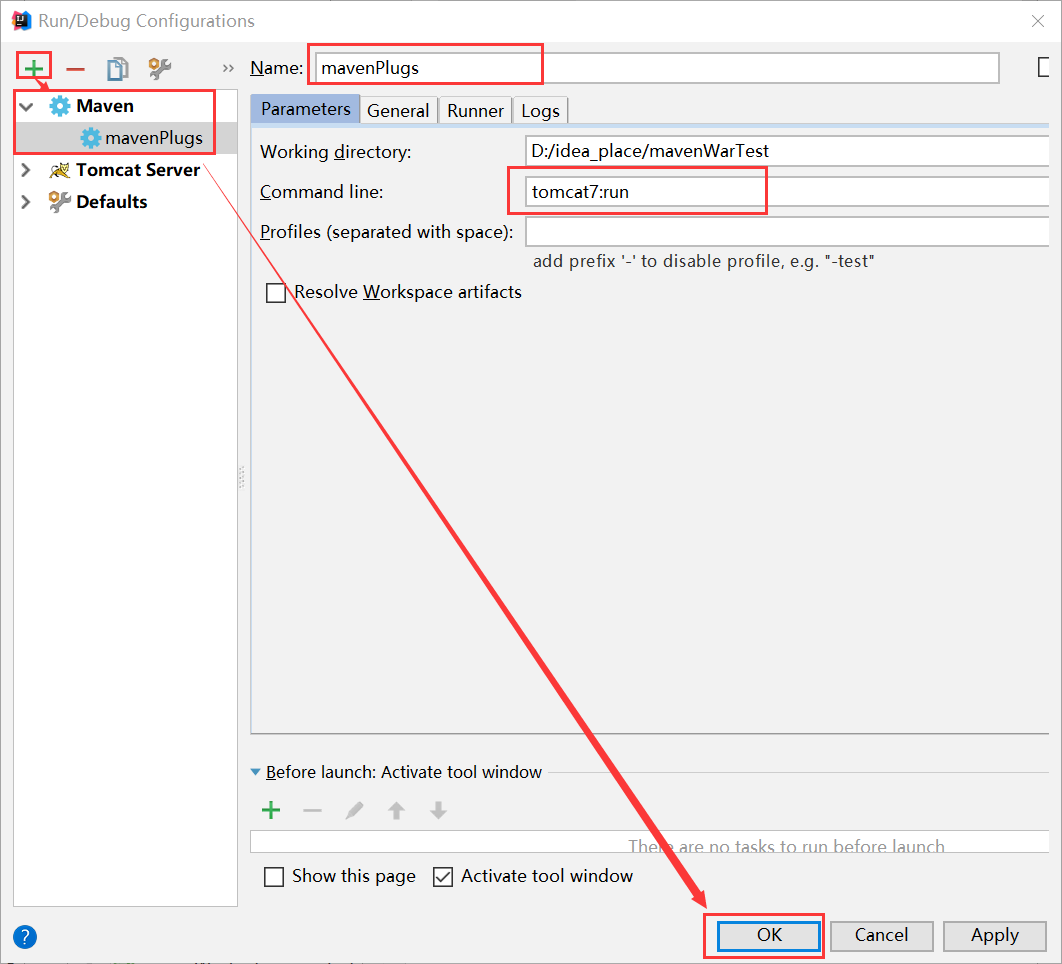 Run/Debug Configurations
Name: mavenPlugs
Maven
mavenPlugs
Tomcat Server
Defaults
Parameters General Runner Logs
Working directory: D:/idea_place/mavenWarTest
Command line: tomcat7:run
Profiles (separated with space):
add prefix '-' to disable profile, e.g. "-test"
Resolve Workspace artifacts
Before launch: Activate tool window
There are no tasks to run before launch
Show this page Activate tool window
? OK Cancel Apply